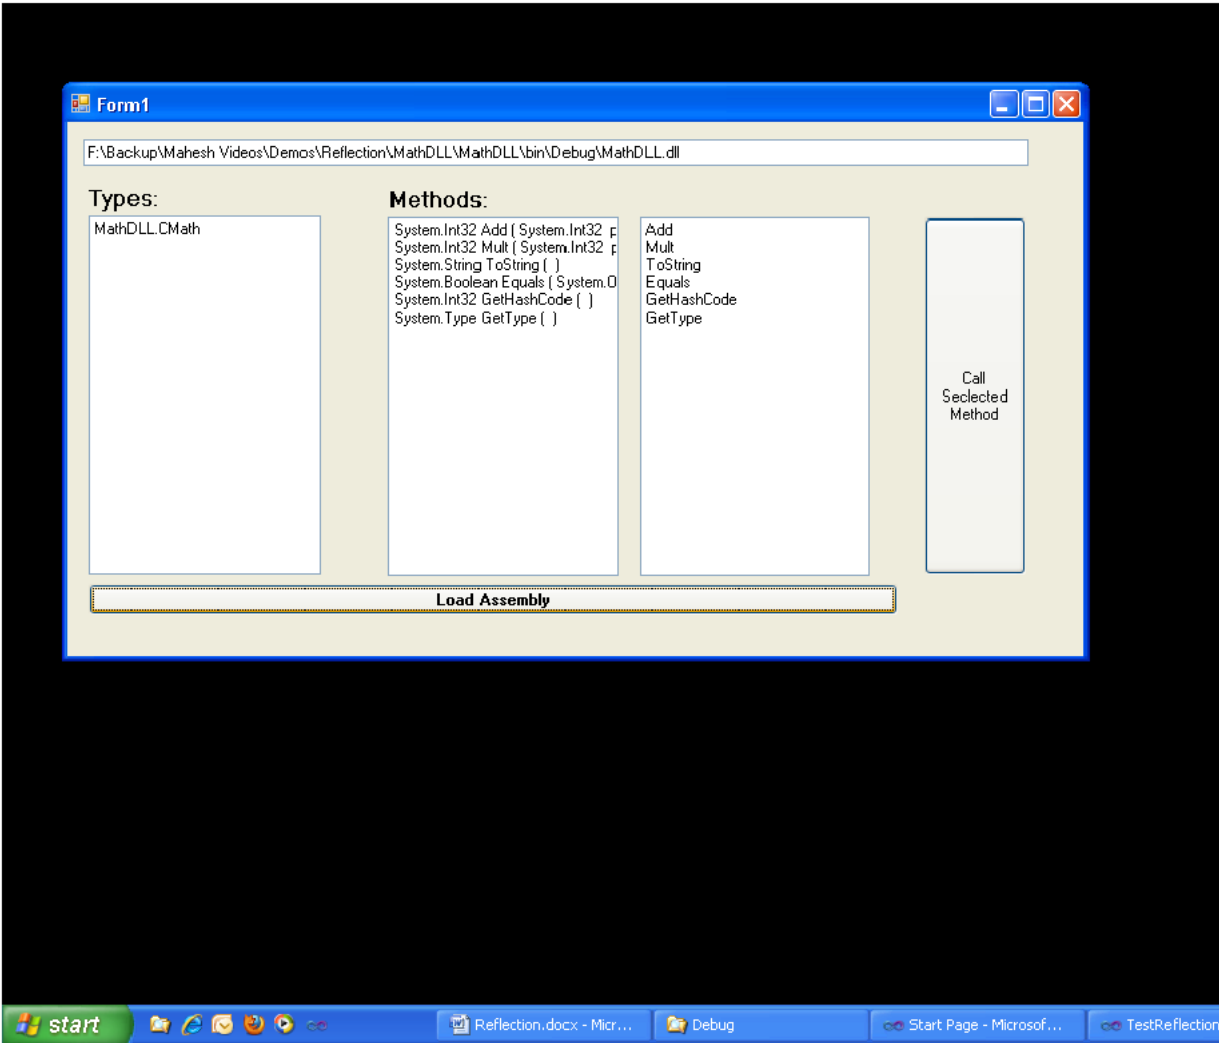 Form1
F:\Backup\Mahesh Videos\Demos\Reflection\MathDLL\MathDLL\bin\Debug\MathDLL.dll
Types:
Methods:
MathDLL.CMath
System.Int32 Add ( System.Int32 p
System.Int32 Mult ( System.Int32 p
System.String ToString ( )
System.Boolean Equals ( System.O
System.Int32 GetHashCode ( )
System.Type GetType ( )
Add
Mult
ToString
Equals
GetHashCode
GetType
Call
Seclected
Method
Load Assembly
start
Reflection.docx - Micr...
Debug
Start Page - Microsof...
TestReflection